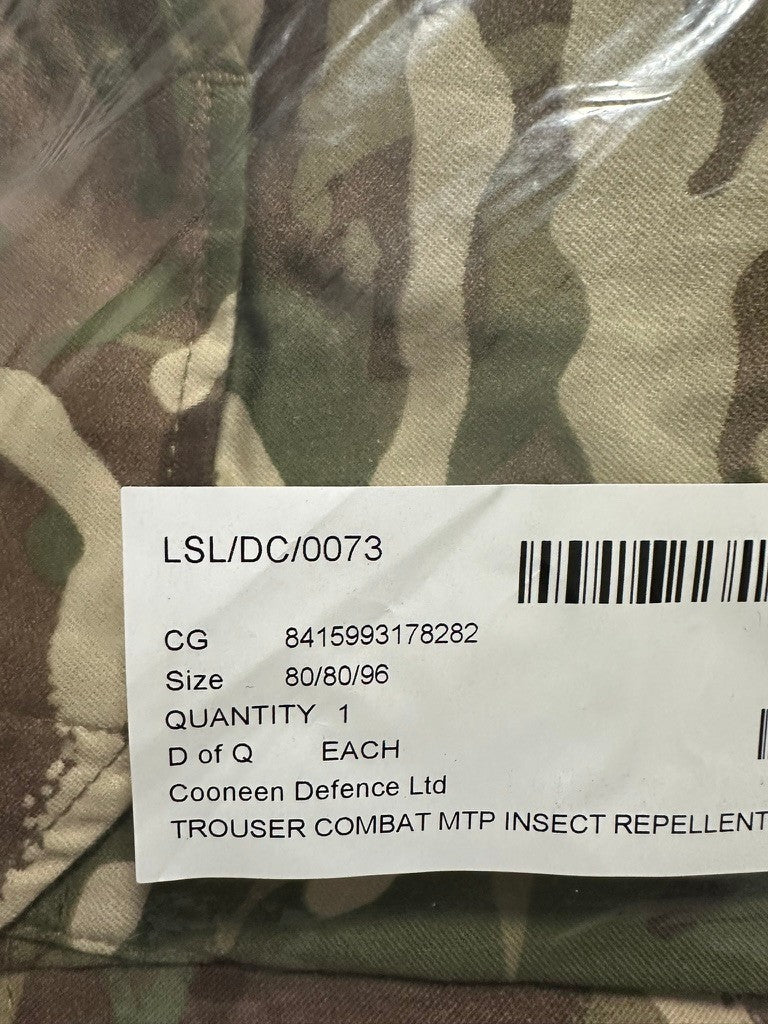 LSL/DC/0073
CG 8415993178282
Size 80/80/96
QUANTITY 1
D of Q EACH
Cooneen Defence Ltd
TROUSER COMBAT MTP INSECT REPELLENT